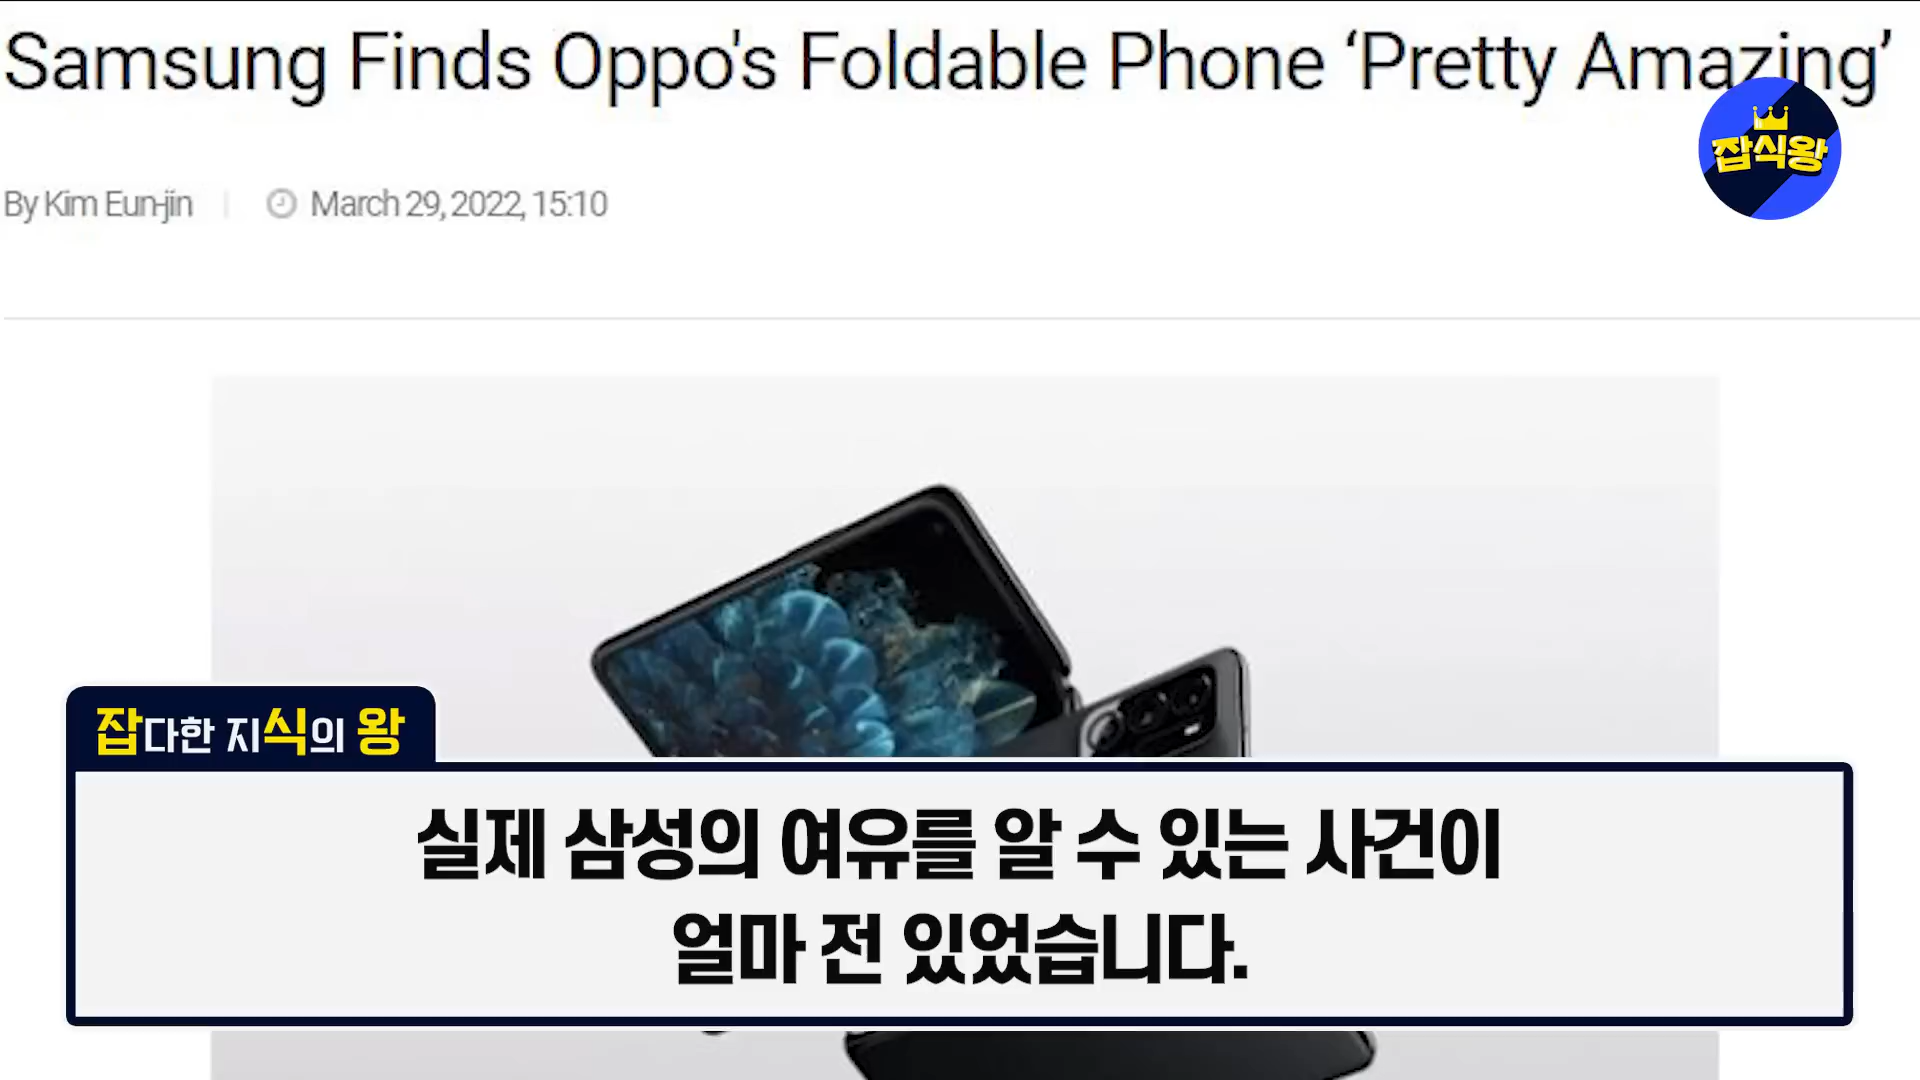 Samsung Finds Oppo's Foldable Phone ‘Pretty Amazing’
잡식왕
By Kim Eun-jin
March 29, 2022, 15:10
잡다한 지식의 왕
실제 삼성의 여유를 알 수 있는 사건이
얼마 전 있었습니다.